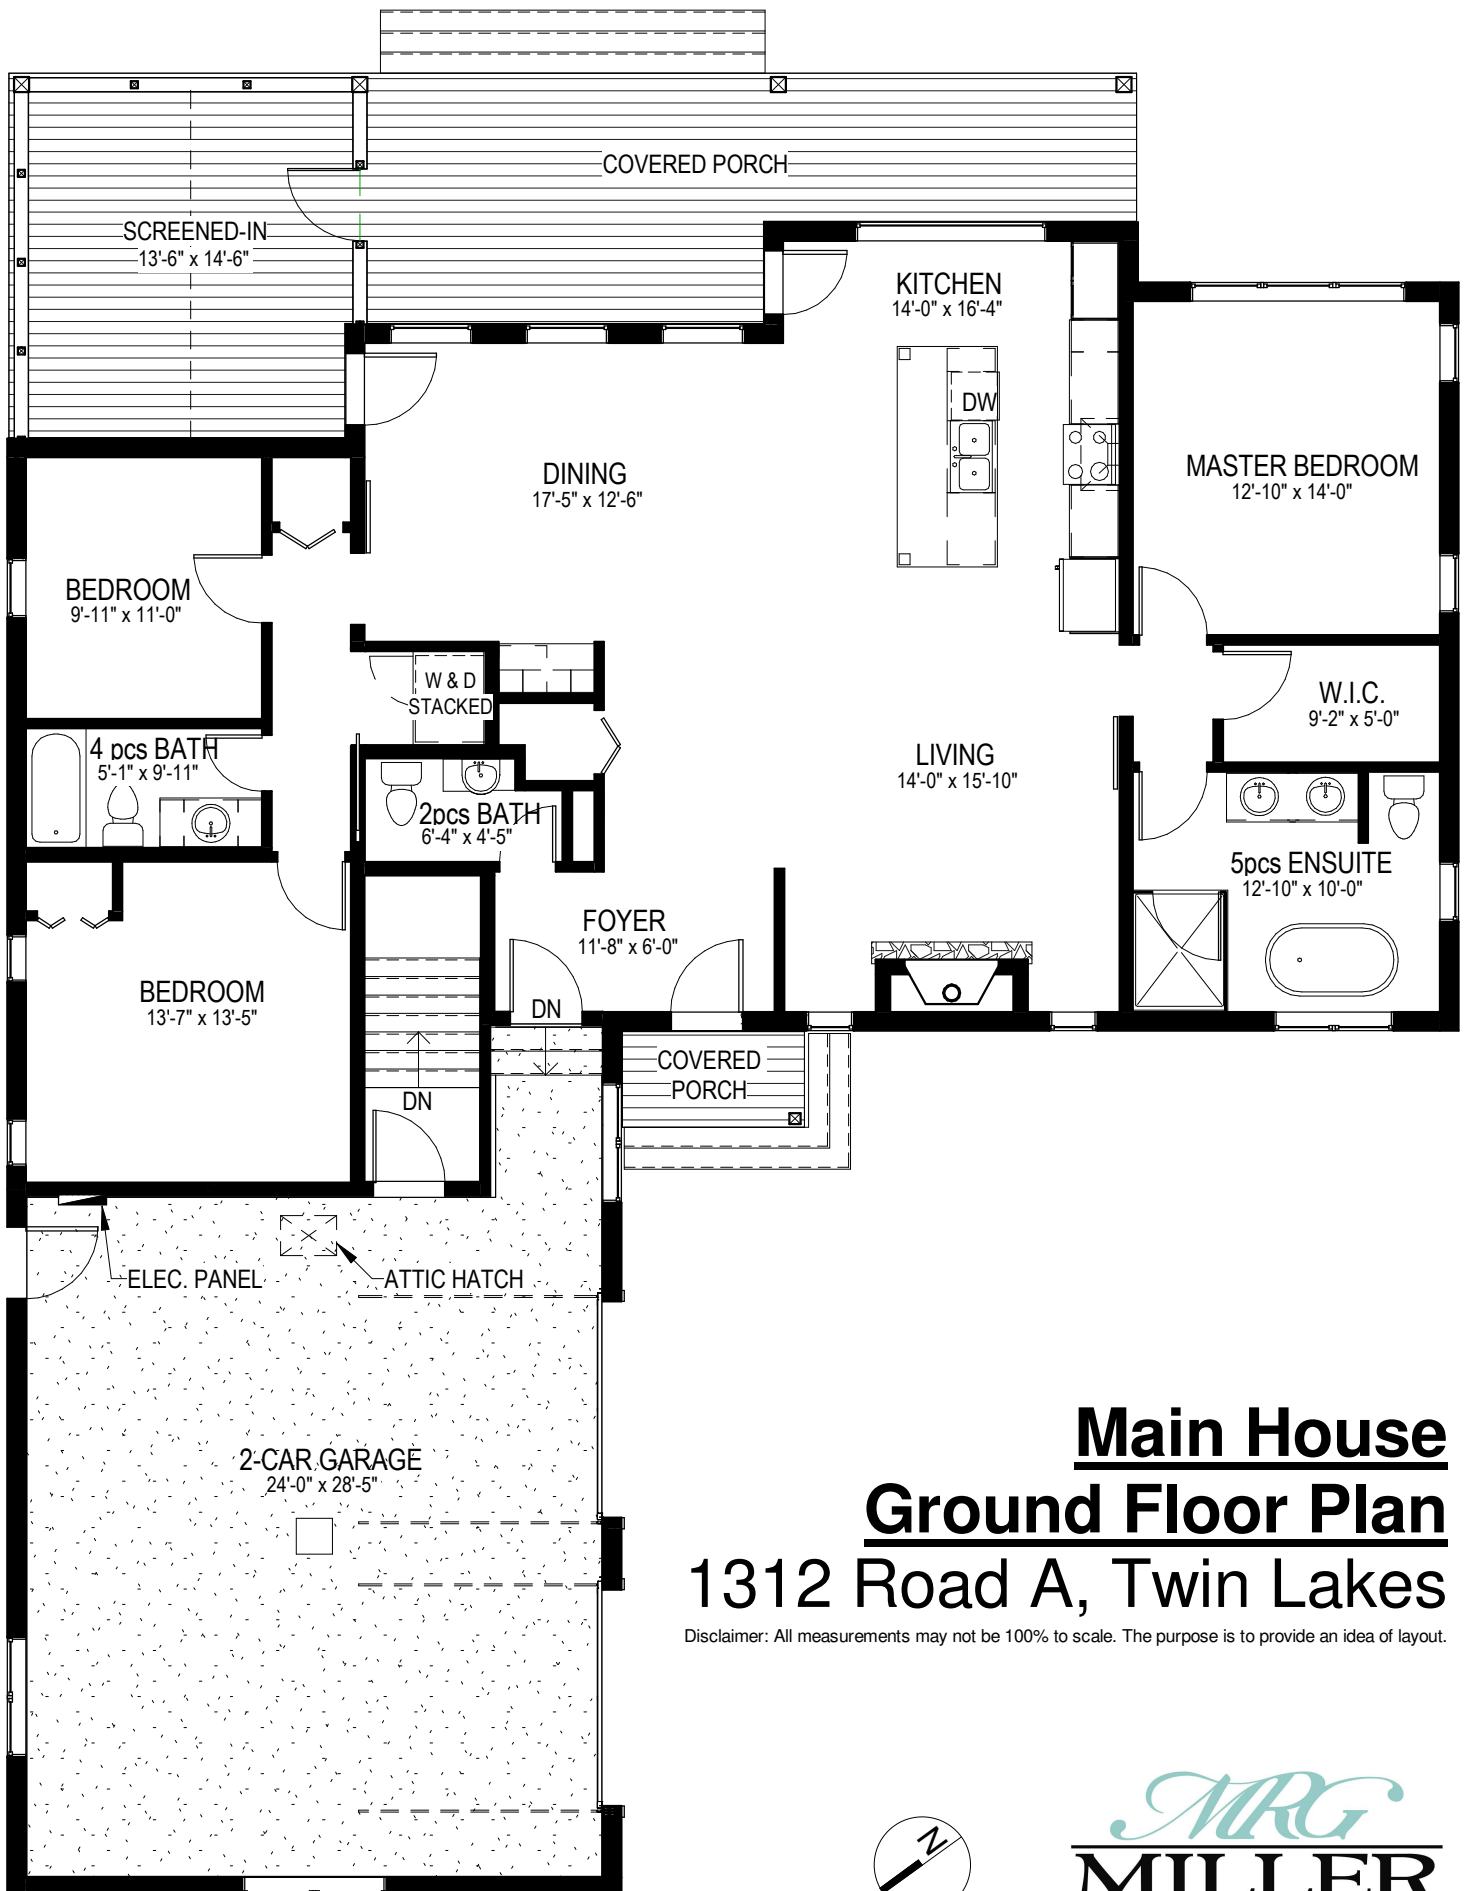 COVERED PORCH
SCREENED-IN
13'-6" x 14'-6"
KITCHEN
14'-0" x 16'-4"
DW
DINING
17'-5" x 12'-6"
MASTER BEDROOM
12'-10" x 14'-0"
BEDROOM
9'-11" x 11'-0"
W & D
STACKED
W.I.C.
9'-2" x 5'-0"
4 pcs BATH
5'-1" x 9'-11"
LIVING
14'-0" x 15'-10"
2pcs BATH
6'-4" x 4'-5"
5pcs ENSUITE
12'-10" x 10'-0"
FOYER
11'-8" x 6'-0"
BEDROOM
13'-7" x 13'-5"
DN
COVERED
PORCH
DN
ELEC. PANEL
ATTIC HATCH
2-CAR GARAGE
24'-0" x 28'-5"
Main House
Ground Floor Plan
1312 Road A, Twin Lakes
Disclaimer: All measurements may not be 100% to scale. The purpose is to provide an idea of layout.
N
MRG
MILLER